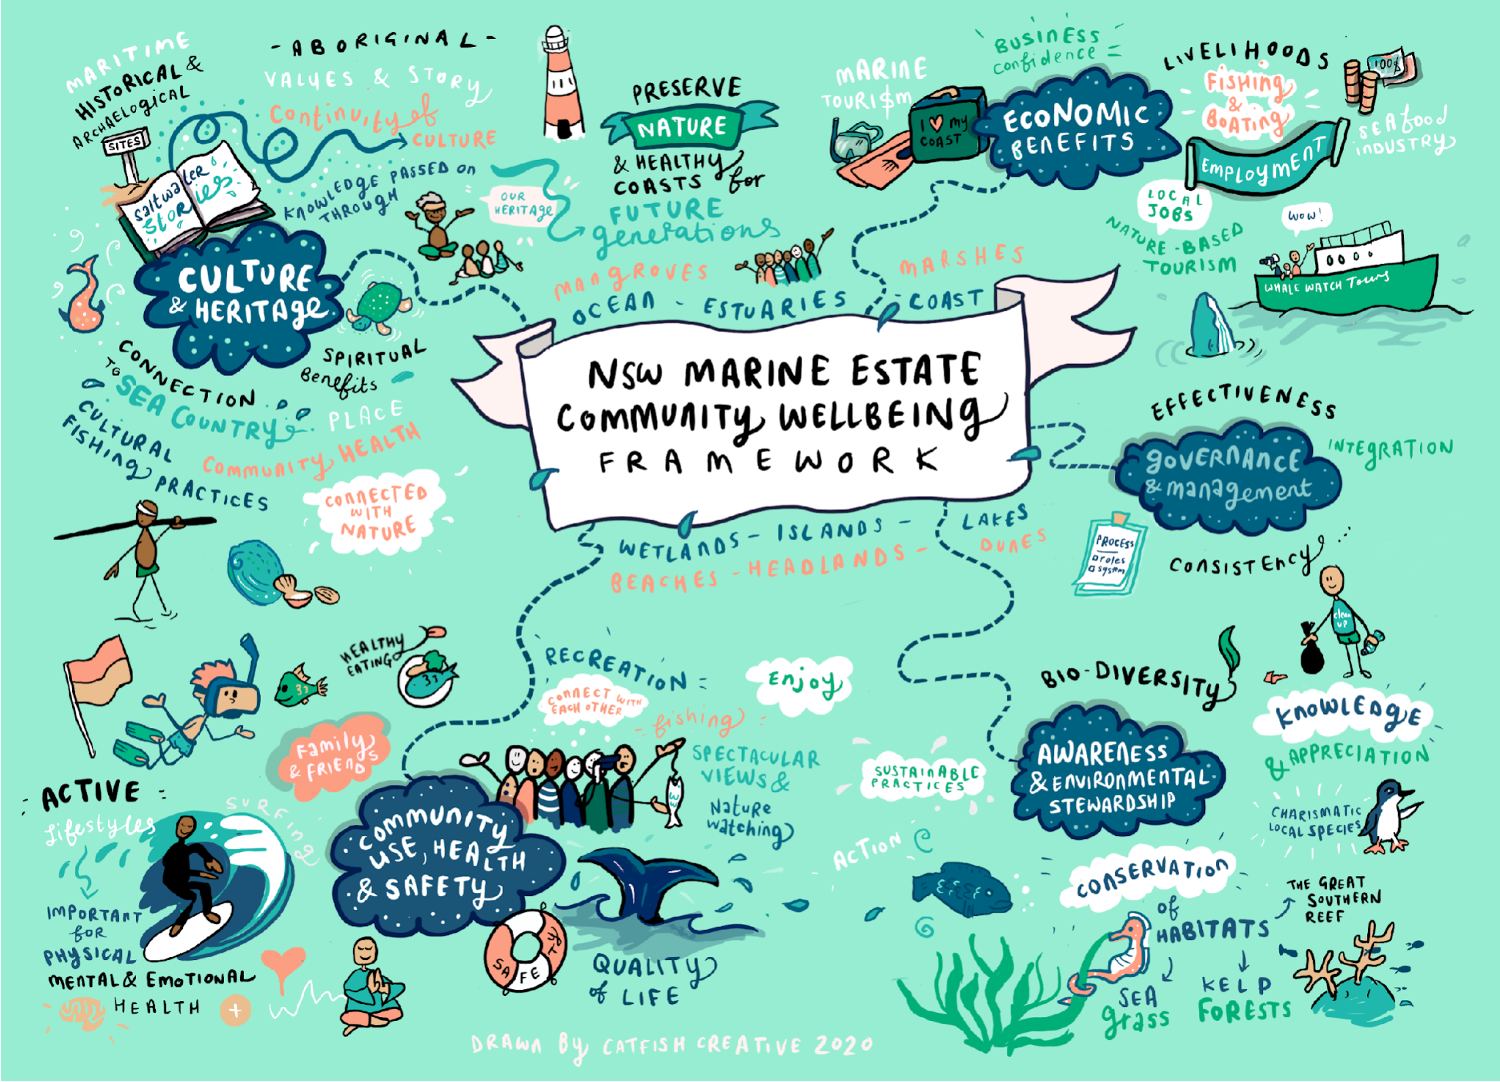 MARITIME
HISTORICAL &
ARCHAELOGICAL
SITES
saltwater
stories
- ABORIGINAL -
VALUES & STORY
Continuity of
CULTURE
KNOWLEDGE PASSED ON
THROUGH
OUR
HERITAGE
CULTURE
& HERITAGE
CONNECTION
TO SEA COUNTRY
SPIRITUAL
Benefits
CULTURAL
FISHING
PRACTICES
PLACE
COMMUNITY HEALTH
CONNECTED
WITH
NATURE
PRESERVE
NATURE
& HEALTHY
COASTS for
FUTURE
generations
MARINE
TOURI$M
I ♥ my
COAST
BUSINESS
Confidence
ECONOMIC
BENEFITS
LIVELIHOODS
FISHING
&
BOATING
100$
SEAfood
INDUSTRY
EMPLOYMENT
LOCAL
JOBS
NATURE-BASED
TOURISM
WOW!
WHALE WATCH TOURS
MANGROVES
MARSHES
OCEAN - ESTUARIES - COAST
NSW MARINE ESTATE
COMMUNITY WELLBEING
FRAMEWORK
WETLANDS - ISLANDS - LAKES
BEACHES - HEADLANDS - DUNES
EFFECTIVENESS
INTEGRATION
governance
& management
CONSISTENCY
PROCESS
roles
system
clean
UP
BIO-DIVERSITY
KNOWLEDGE
& APPRECIATION
AWARENESS
& ENVIRONMENTAL
STEWARDSHIP
SUSTAINABLE
PRACTICES
ACTION
CHARISMATIC
LOCAL SPECIES
CONSERVATION
of
HABITATS
THE GREAT
SOUTHERN
REEF
SEA
grass
KELP
FORESTS
HEALTHY
EATING
Family
& FRIENDS
RECREATION
CONNECT WITH
EACH OTHER
Enjoy
fishing
SPECTACULAR
VIEWS &
Nature
watching
- ACTIVE -
lifestyles
SURFING
IMPORTANT
for
PHYSICAL
MENTAL & EMOTIONAL
HEALTH
COMMUNITY
USE, HEALTH
& SAFETY
QUALITY
of LIFE
DRAWN BY CATFISH CREATIVE 2020